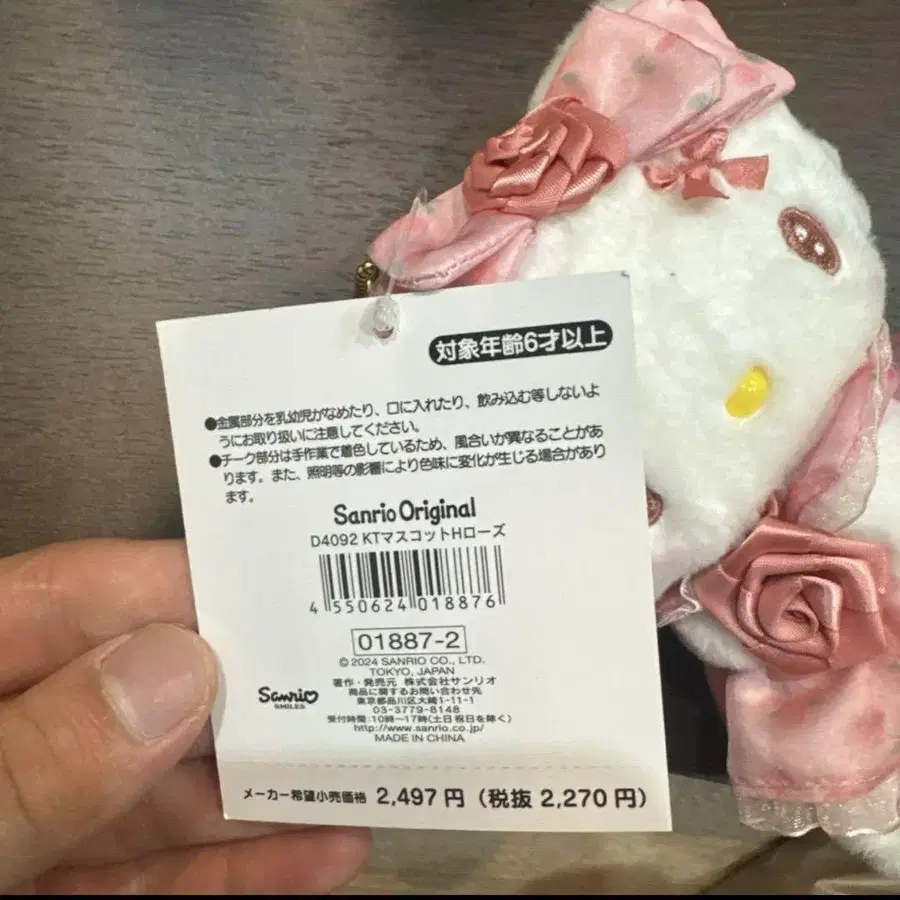 対象年齢6才以上
●金属部分を乳幼児がなめたり、口に入れたり、飲み込む等しないよ
うにお取り扱いに注意してください。
●チーク部分は手作業で着色しているため、風合いが異なることがあ
ります。また、照明等の影響により色味に変化が生じる場合があり
ます。
Sanrio Original
D4092 KTマスコットHローズ
4 550624 018876
01887-2
© 2024 SANRIO CO., LTD.
TOKYO, JAPAN
著作・発売元 株式会社サンリオ
商品に関するお問い合わせ先
東京都品川区大崎1-11-1
03-3779-8148
受付時間:10時〜17時(土日祝日を除く)
http://www.sanrio.co.jp/
MADE IN CHINA
Sanrio
SMILES
メーカー希望小売価格 2,497円(税抜 2,270円)